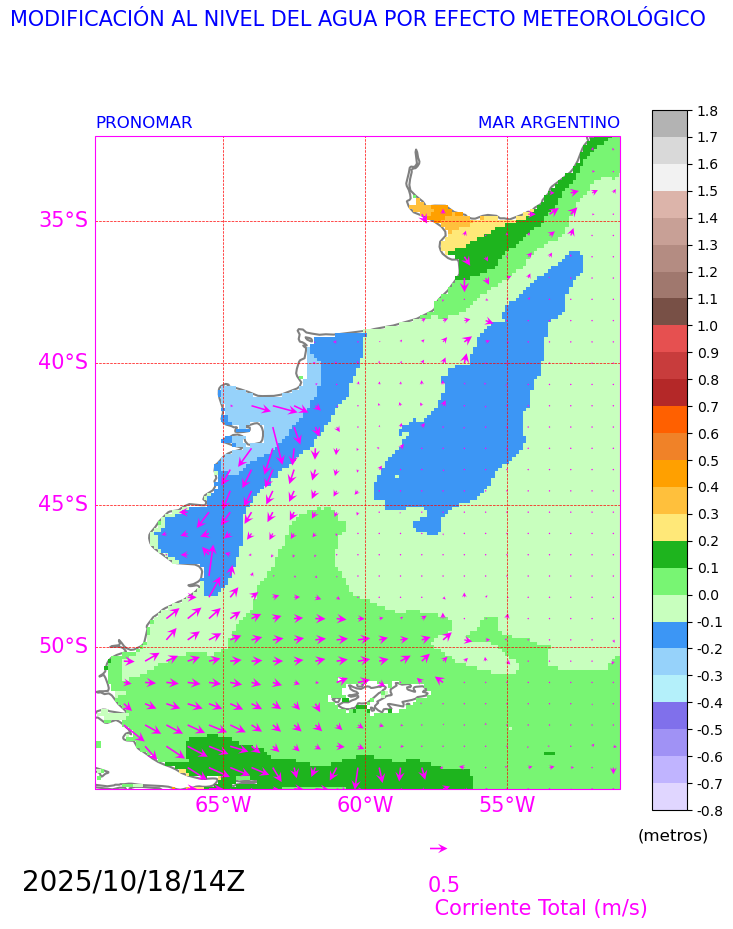 MODIFICACIÓN AL NIVEL DEL AGUA POR EFECTO METEOROLÓGICO
PRONOMAR MAR ARGENTINO
35°S
40°S
45°S
50°S
65°W 60°W 55°W
1.8
1.7
1.6
1.5
1.4
1.3
1.2
1.1
1.0
0.9
0.8
0.7
0.6
0.5
0.4
0.3
0.2
0.1
0.0
-0.1
-0.2
-0.3
-0.4
-0.5
-0.6
-0.7
-0.8
(metros)
2025/10/18/14Z
0.5
Corriente Total (m/s)